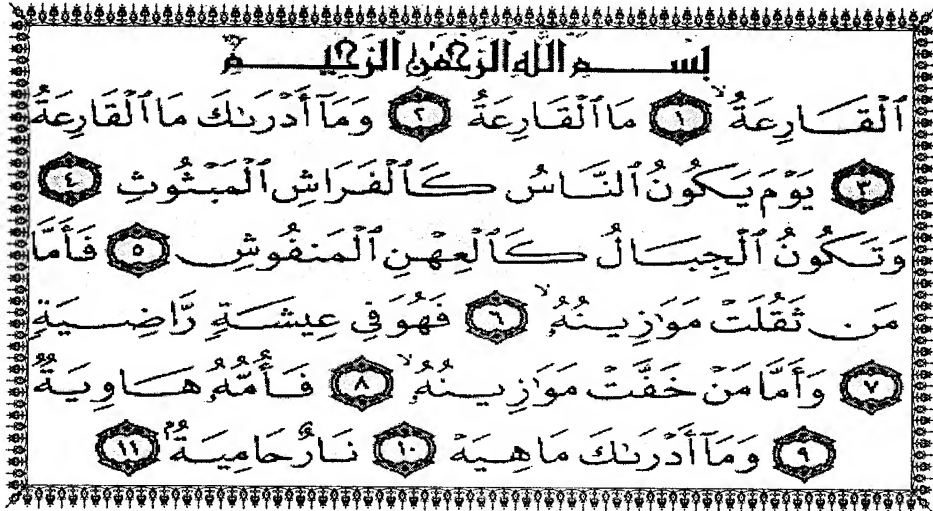 بِسْمِ ٱللَّهِ ٱلرَّحْمَٰنِ ٱلرَّحِيمِ
ٱلْقَارِعَةُ ۙ ١ مَا ٱلْقَارِعَةُ ٢ وَمَآ أَدْرَىٰكَ مَا ٱلْقَارِعَةُ
٣ يَوْمَ يَكُونُ ٱلنَّاسُ كَٱلْفَرَاشِ ٱلْمَبْثُوثِ ٤
وَتَكُونُ ٱلْجِبَالُ كَٱلْعِهْنِ ٱلْمَنفُوشِ ٥ فَأَمَّا
مَن ثَقُلَتْ مَوَٰزِينُهُۥ ۙ ٦ فَهُوَ فِى عِيشَةٍ رَّاضِيَةٍ
٧ وَأَمَّا مَنْ خَفَّتْ مَوَٰزِينُهُۥ ۙ ٨ فَأُمُّهُۥ هَاوِيَةٌ
٩ وَمَآ أَدْرَىٰكَ مَا هِيَهْ ١٠ نَارٌ حَامِيَةٌۢ ١١